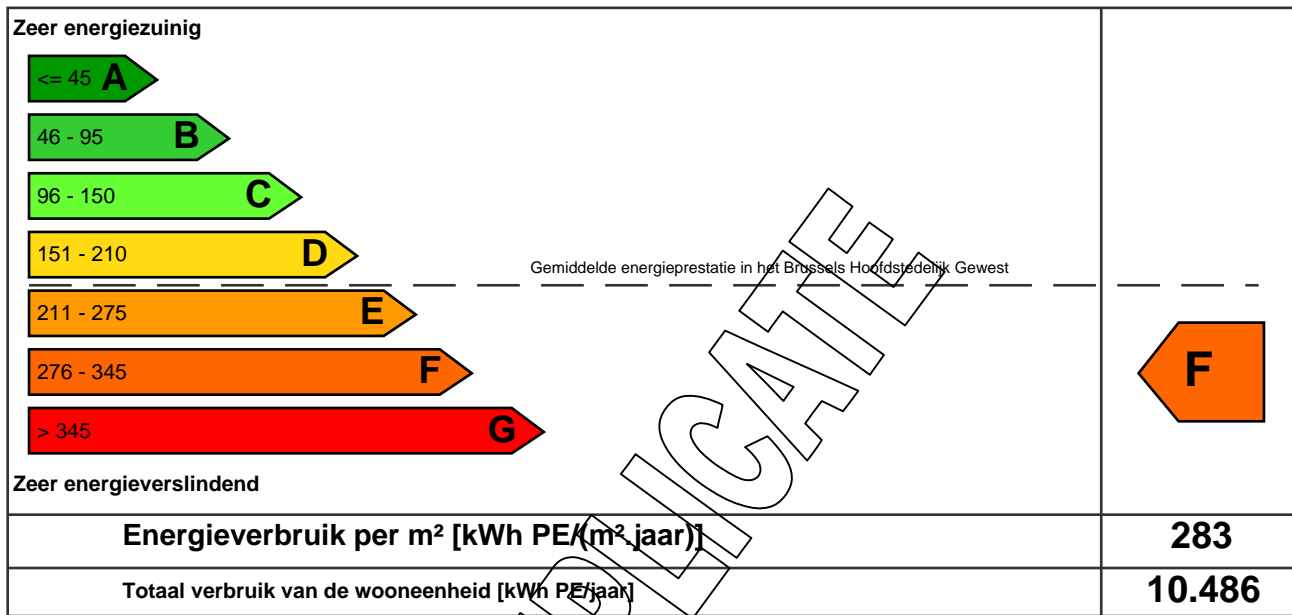 Zeer energiezuinig
<= 45 A
46 - 95 B
96 - 150 C
151 - 210 D
Gemiddelde energieprestatie in het Brussels Hoofdstedelijk Gewest
211 - 275 E
276 - 345 F
F
> 345 G
Zeer energieverslindend
Energieverbruik per m² [kWh PE/(m².jaar)] 283
Totaal verbruik van de wooneenheid [kWh PE/jaar] 10.486
PLICATE